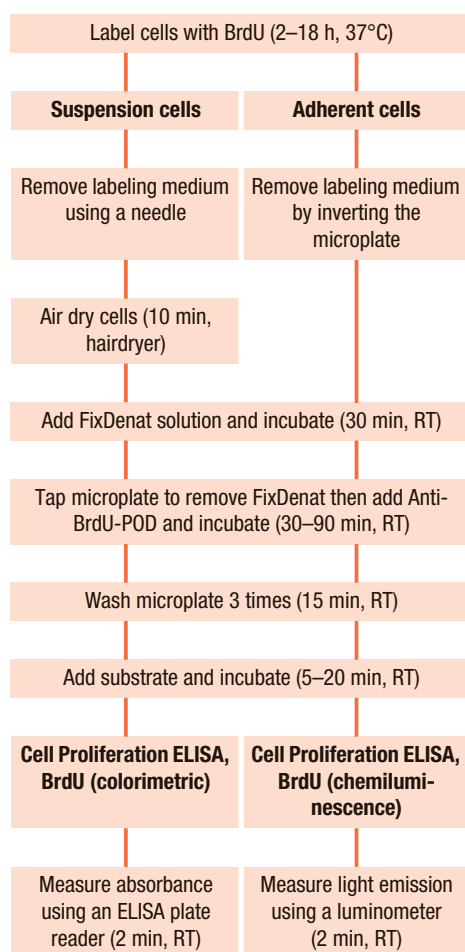 Label cells with BrdU (2–18 h, 37°C)
Suspension cells
Adherent cells
Remove labeling medium
using a needle
Remove labeling medium
by inverting the
microplate
Air dry cells (10 min,
hairdryer)
Add FixDenat solution and incubate (30 min, RT)
Tap microplate to remove FixDenat then add Anti-
BrdU-POD and incubate (30–90 min, RT)
Wash microplate 3 times (15 min, RT)
Add substrate and incubate (5–20 min, RT)
Cell Proliferation ELISA,
BrdU (colorimetric)
Cell Proliferation ELISA,
BrdU (chemilumi-
nescence)
Measure absorbance
using an ELISA plate
reader (2 min, RT)
Measure light emission
using a luminometer
(2 min, RT)